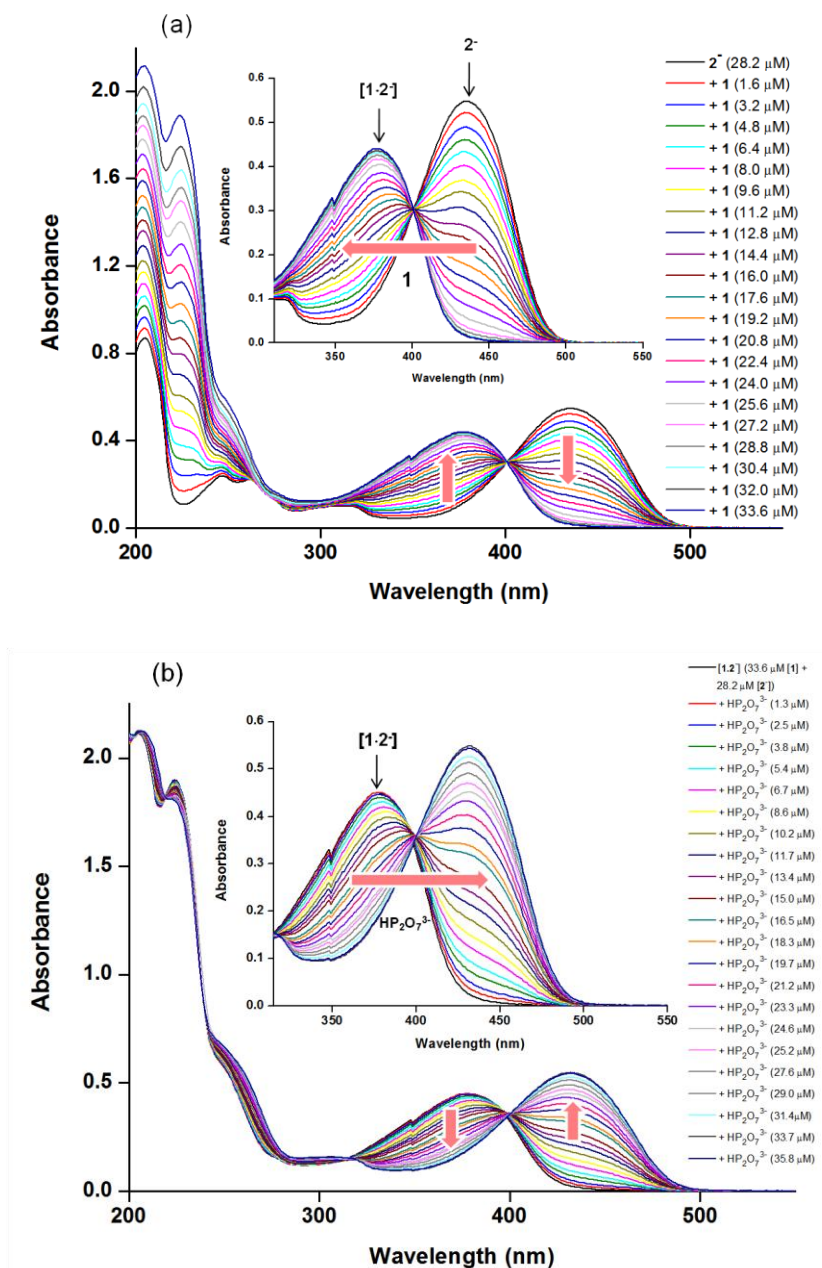 (a)
2⁻
[1·2⁻]
1
Absorbance
Wavelength (nm)
0.0
0.1
0.2
0.3
0.4
0.5
0.6
350
400
450
500
550
Absorbance
0.0
0.4
0.8
1.2
1.6
2.0
200
300
400
500
Wavelength (nm)
2⁻ (28.2 μM)
+ 1 (1.6 μM)
+ 1 (3.2 μM)
+ 1 (4.8 μM)
+ 1 (6.4 μM)
+ 1 (8.0 μM)
+ 1 (9.6 μM)
+ 1 (11.2 μM)
+ 1 (12.8 μM)
+ 1 (14.4 μM)
+ 1 (16.0 μM)
+ 1 (17.6 μM)
+ 1 (19.2 μM)
+ 1 (20.8 μM)
+ 1 (22.4 μM)
+ 1 (24.0 μM)
+ 1 (25.6 μM)
+ 1 (27.2 μM)
+ 1 (28.8 μM)
+ 1 (30.4 μM)
+ 1 (32.0 μM)
+ 1 (33.6 μM)
(b)
[1·2⁻]
HP₂O₇³⁻
Absorbance
Wavelength (nm)
0.0
0.1
0.2
0.3
0.4
0.5
0.6
350
400
450
500
550
Absorbance
0.0
0.5
1.0
1.5
2.0
200
300
400
500
Wavelength (nm)
[1.2⁻] (33.6 μM [1] +
28.2 μM [2⁻])
+ HP₂O₇³⁻ (1.3 μM)
+ HP₂O₇³⁻ (2.5 μM)
+ HP₂O₇³⁻ (3.8 μM)
+ HP₂O₇³⁻ (5.4 μM)
+ HP₂O₇³⁻ (6.7 μM)
+ HP₂O₇³⁻ (8.6 μM)
+ HP₂O₇³⁻ (10.2 μM)
+ HP₂O₇³⁻ (11.7 μM)
+ HP₂O₇³⁻ (13.4 μM)
+ HP₂O₇³⁻ (15.0 μM)
+ HP₂O₇³⁻ (16.5 μM)
+ HP₂O₇³⁻ (18.3 μM)
+ HP₂O₇³⁻ (19.7 μM)
+ HP₂O₇³⁻ (21.2 μM)
+ HP₂O₇³⁻ (23.3 μM)
+ HP₂O₇³⁻ (24.6 μM)
+ HP₂O₇³⁻ (25.2 μM)
+ HP₂O₇³⁻ (27.6 μM)
+ HP₂O₇³⁻ (29.0 μM)
+ HP₂O₇³⁻ (31.4 μM)
+ HP₂O₇³⁻ (33.7 μM)
+ HP₂O₇³⁻ (35.8 μM)